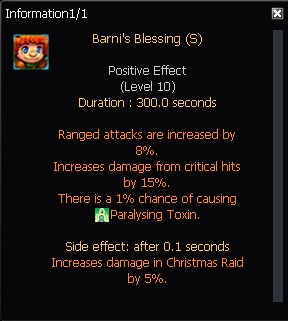 Information1/1
Barni's Blessing (S)
Positive Effect
(Level 10)
Duration : 300.0 seconds
Ranged attacks are increased by
8%.
Increases damage from critical hits
by 15%.
There is a 1% chance of causing
Paralysing Toxin.
Side effect: after 0.1 seconds
Increases damage in Christmas Raid
by 5%.